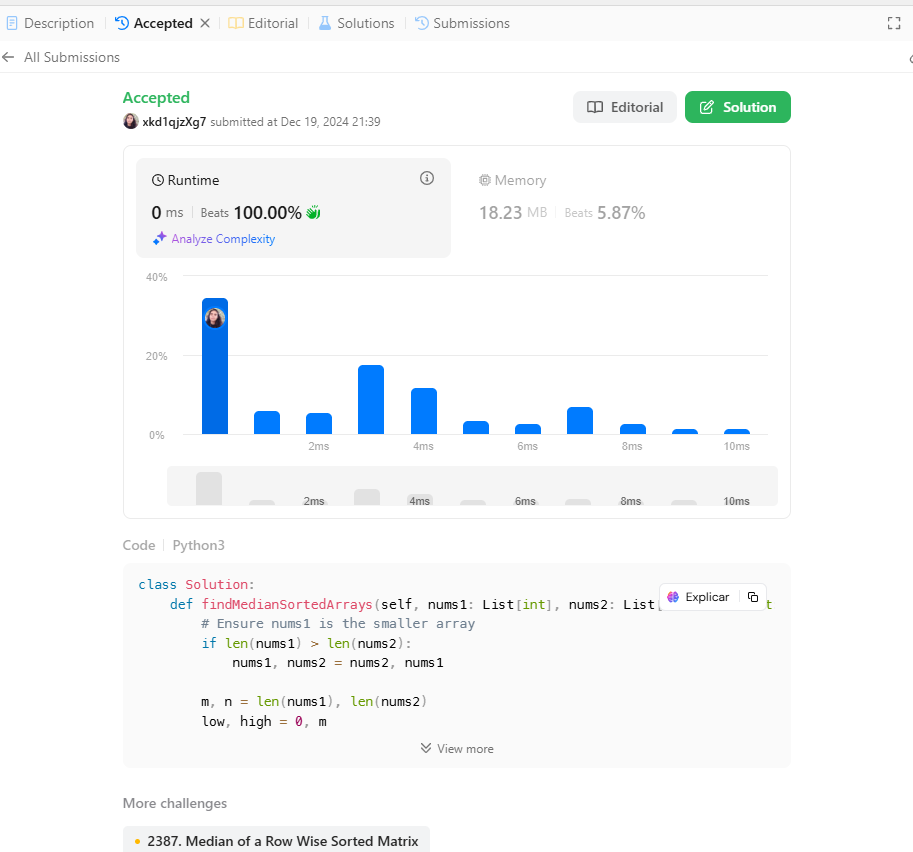 Description Accepted Editorial Solutions Submissions
All Submissions
Accepted
xkd1qjzXg7 submitted at Dec 19, 2024 21:39
Editorial Solution
Runtime
0 ms Beats 100.00%
Analyze Complexity
Memory
18.23 MB Beats 5.87%
40%
20%
0%
2ms 4ms 6ms 8ms 10ms
2ms 4ms 6ms 8ms 10ms
Code Python3
class Solution:
def findMedianSortedArrays(self, nums1: List[int], nums2: List[
Explicar
# Ensure nums1 is the smaller array
if len(nums1) > len(nums2):
nums1, nums2 = nums2, nums1
m, n = len(nums1), len(nums2)
low, high = 0, m
View more
More challenges
2387. Median of a Row Wise Sorted Matrix